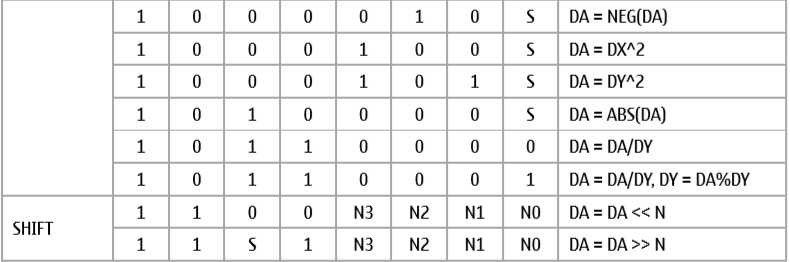 1 0 0 0 0 1 0 S DA = NEG(DA)
1 0 0 0 1 0 0 S DA = DX^2
1 0 0 0 1 0 1 S DA = DY^2
1 0 1 0 0 0 0 S DA = ABS(DA)
1 0 1 1 0 0 0 0 DA = DA/DY
1 0 1 1 0 0 0 1 DA = DA/DY, DY = DA%DY
SHIFT 1 1 0 0 N3 N2 N1 N0 DA = DA << N
1 1 S 1 N3 N2 N1 N0 DA = DA >> N